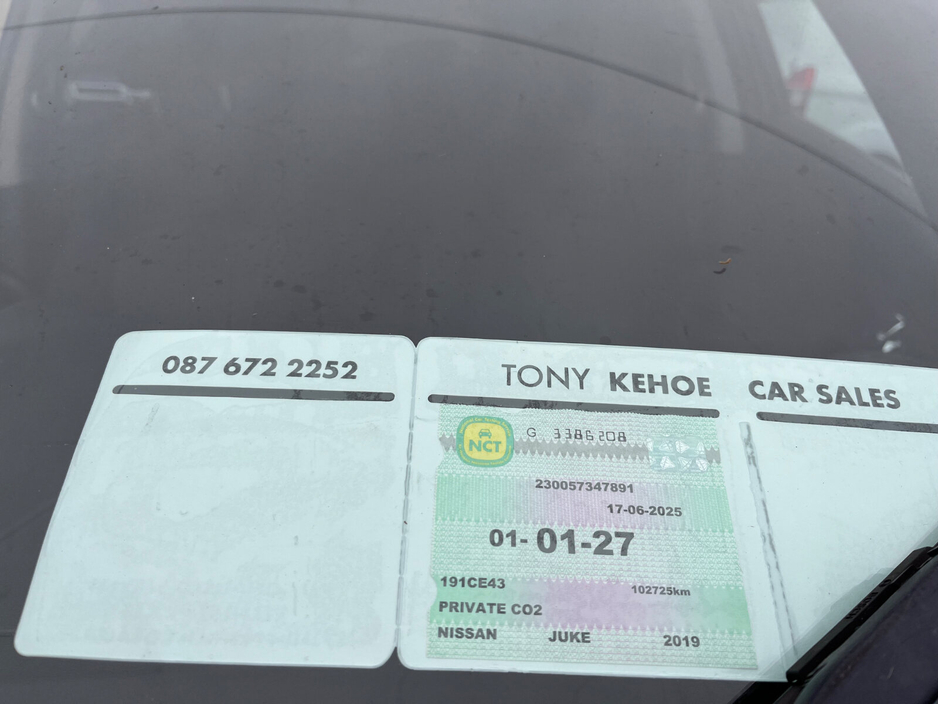 087 672 2252
TONY KEHOE CAR SALES
NCT
G 3386208
230057347891
17-06-2025
01-01-27
191CE43
102725km
PRIVATE CO2
NISSAN JUKE 2019